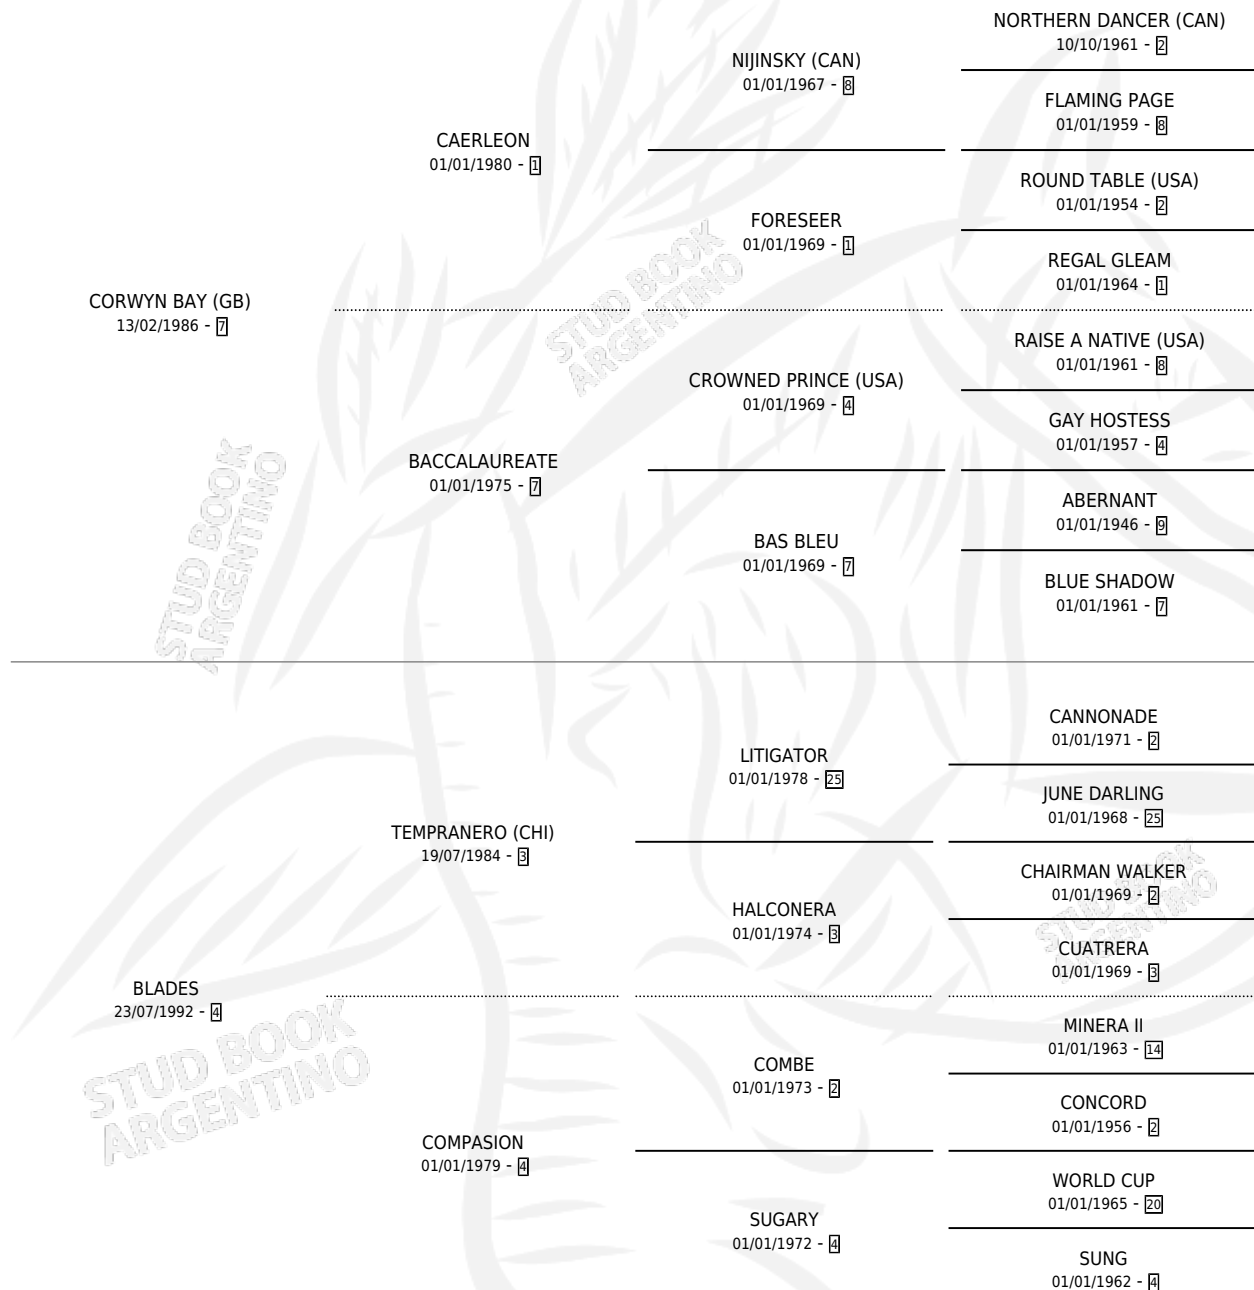 NORTHERN DANCER (CAN)
10/10/1961 - 2
NIJINSKY (CAN)
01/01/1967 - 8
FLAMING PAGE
01/01/1959 - 8
CAERLEON
01/01/1980 - 1
ROUND TABLE (USA)
01/01/1954 - 2
FORESEER
01/01/1969 - 1
REGAL GLEAM
01/01/1964 - 1
CORWYN BAY (GB)
13/02/1986 - 7
RAISE A NATIVE (USA)
01/01/1961 - 8
CROWNED PRINCE (USA)
01/01/1969 - 4
GAY HOSTESS
01/01/1957 - 4
BACCALAUREATE
01/01/1975 - 7
ABERNANT
01/01/1946 - 9
BAS BLEU
01/01/1969 - 7
BLUE SHADOW
01/01/1961 - 7
CANNONADE
01/01/1971 - 2
LITIGATOR
01/01/1978 - 25
JUNE DARLING
01/01/1968 - 25
TEMPRANERO (CHI)
19/07/1984 - 3
CHAIRMAN WALKER
01/01/1969 - 2
HALCONERA
01/01/1974 - 3
CUATRERA
01/01/1969 - 3
BLADES
23/07/1992 - 4
MINERA II
01/01/1963 - 14
COMBE
01/01/1973 - 2
CONCORD
01/01/1956 - 2
COMPASION
01/01/1979 - 4
WORLD CUP
01/01/1965 - 20
SUGARY
01/01/1972 - 4
SUNG
01/01/1962 - 4
STUD BOOK
ARGENTINO
STUD BOOK
ARGENTINO
STUD BOOK
ARGENTINO
STUD BOOK
ARGENTINO